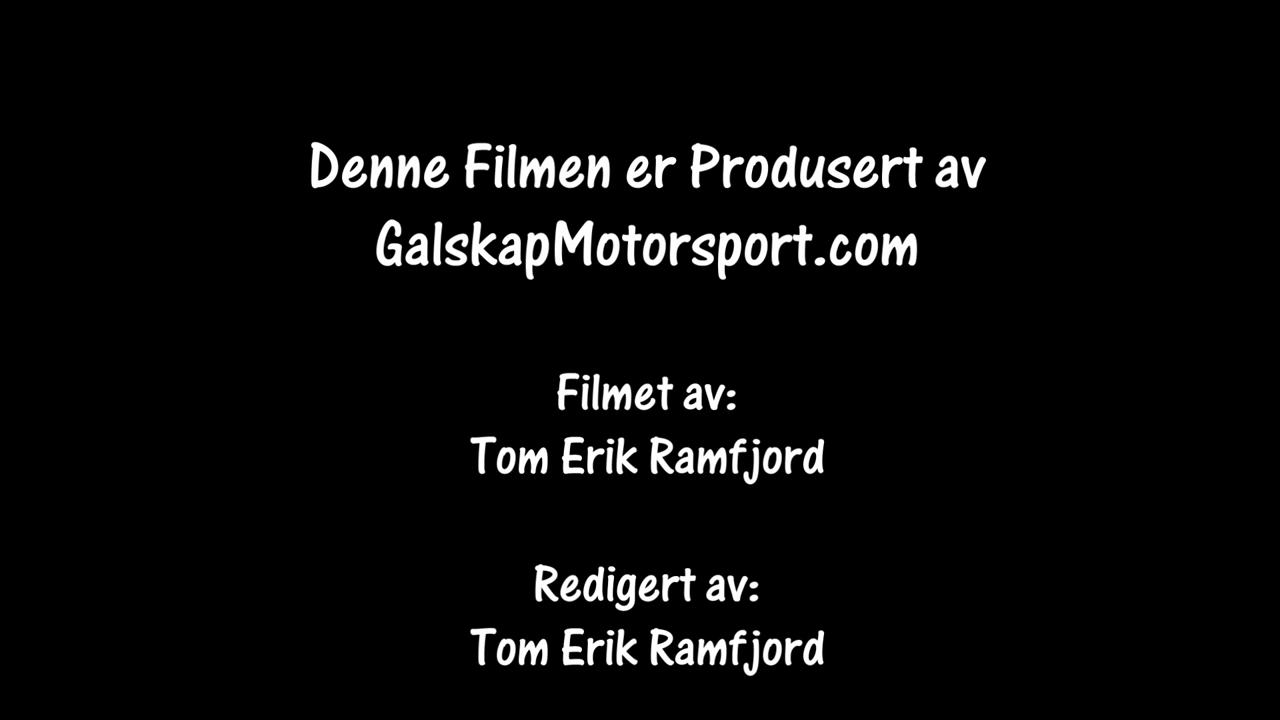 Denne Filmen er Produsert av
GalskapMotorsport.com
Filmet av:
Tom Erik Ramfjord
Redigert av:
Tom Erik Ramfjord